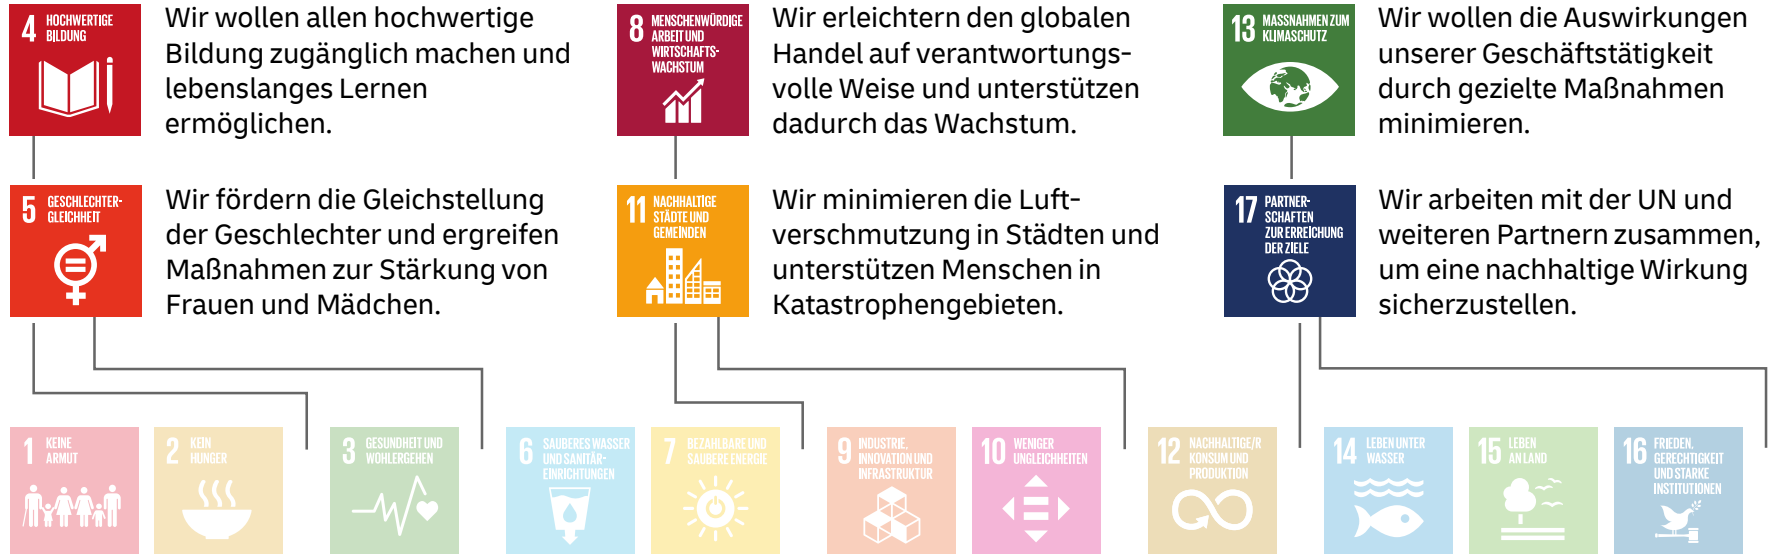 4 HOCHWERTIGE
BILDUNG
Wir wollen allen hochwertige
Bildung zugänglich machen und
lebenslanges Lernen
ermöglichen.
8 MENSCHENWÜRDIGE
ARBEIT UND
WIRTSCHAFTS-
WACHSTUM
Wir erleichtern den globalen
Handel auf verantwortungs-
volle Weise und unterstützen
dadurch das Wachstum.
13 MASSNAHMEN ZUM
KLIMASCHUTZ
Wir wollen die Auswirkungen
unserer Geschäftstätigkeit
durch gezielte Maßnahmen
minimieren.
5 GESCHLECHTER-
GLEICHHEIT
Wir fördern die Gleichstellung
der Geschlechter und ergreifen
Maßnahmen zur Stärkung von
Frauen und Mädchen.
11 NACHHALTIGE
STÄDTE UND
GEMEINDEN
Wir minimieren die Luft-
verschmutzung in Städten und
unterstützen Menschen in
Katastrophengebieten.
17 PARTNER-
SCHAFTEN
ZUR ERREICHUNG
DER ZIELE
Wir arbeiten mit der UN und
weiteren Partnern zusammen,
um eine nachhaltige Wirkung
sicherzustellen.
1 KEINE
ARMUT
2 KEIN
HUNGER
3 GESUNDHEIT UND
WOHLERGEHEN
6 SAUBERES WASSER
UND SANITÄR-
EINRICHTUNGEN
7 BEZAHLBARE UND
SAUBERE ENERGIE
9 INDUSTRIE,
INNOVATION UND
INFRASTRUKTUR
10 WENIGER
UNGLEICHHEITEN
12 NACHHALTIGE/R
KONSUM UND
PRODUKTION
14 LEBEN UNTER
WASSER
15 LEBEN
AN LAND
16 FRIEDEN,
GERECHTIGKEIT
UND STARKE
INSTITUTIONEN